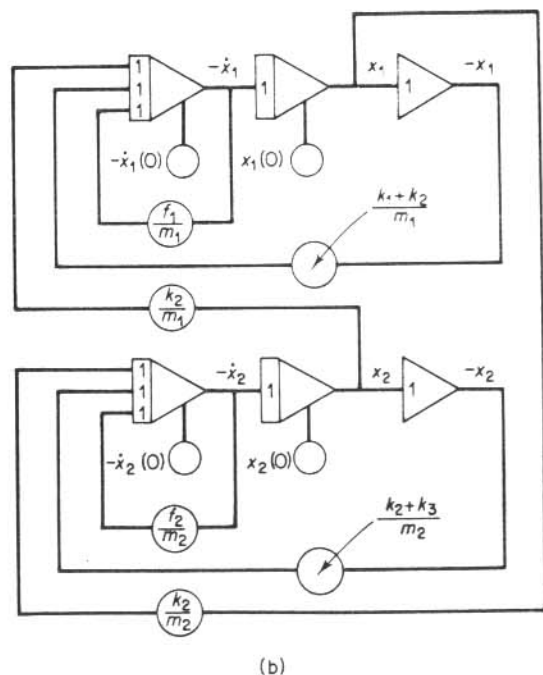 -ẋ1
x1
-x1
1
1
1
1
1
-ẋ1(0)
x1(0)
f1
m1
k1 + k2
m1
k2
m1
-ẋ2
x2
-x2
1
1
1
1
1
-ẋ2(0)
x2(0)
f2
m2
k2 + k3
m2
k2
m2
(b)